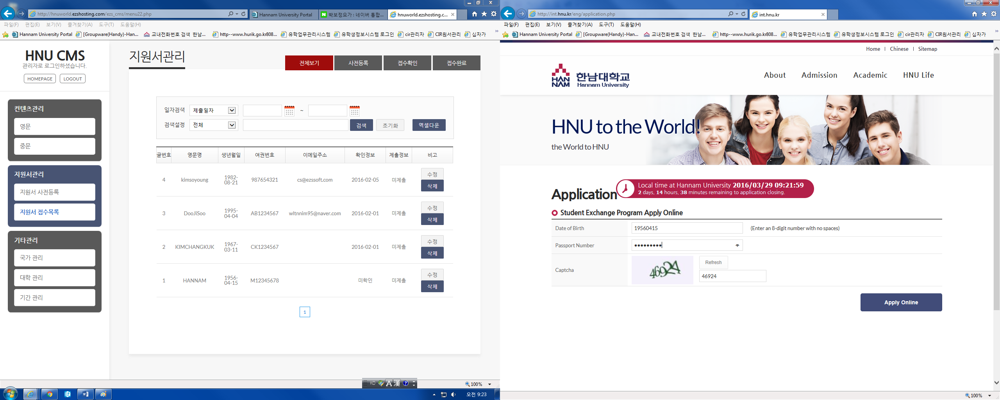 http://hnuworld.ezshosting.com/ezs_cms/menu22.php
Hannam University Portal
박보정요가 : 네이버 통합...
hnuworld.ezshosting.c...
파일(F) 편집(E) 보기(V) 즐겨찾기(A) 도구(T) 도움말(H)
Hannam University Portal
[Groupware(Handy)-Han...
교내전화번호 검색 한남...
http--www.hurik.go.kr808...
유학업무관리시스템
유학생정보시스템 로그인
cir관리자
CIR원서관리
십자가
HNU CMS
관리자로 로그인하셨습니다.
HOMEPAGE LOGOUT
컨텐츠관리
영문
중문
지원서관리
지원서 사전등록
지원서 접수목록
기타관리
국가 관리
대학 관리
기간 관리
지원서관리
전체보기 사전등록 접수확인 접수완료
일자검색 제출일자 ~
검색설정 전체 검색 초기화 엑셀다운
글번호 영문명 생년월일 여권번호 이메일주소 확인정보 제출정보 비고
4 kimsoyoung 1982-08-21 987654321 cs@ezssoft.com 2016-02-05 미제출 수정 삭제
3 DooJiSoo 1995-04-04 AB1234567 wltnnim95@naver.com 2016-02-01 미제출 수정 삭제
2 KIMCHANGKUK 1967-03-11 CK1234567 2016-02-01 미제출 수정 삭제
1 HANNAM 1956-04-15 M12345678 미확인 미제출 수정 삭제
1
KO A 漢
100%
오전 9:23
http://int.hnu.kr/eng/application.php
int.hnu.kr
파일(F) 편집(E) 보기(V) 즐겨찾기(A) 도구(T) 도움말(H)
Hannam University Portal
[Groupware(Handy)-Han...
교내전화번호 검색 한남...
http--www.hurik.go.kr808...
유학업무관리시스템
유학생정보시스템 로그인
cir관리자
CIR원서관리
십자가
Home | Chinese | Sitemap
HAN
NAM
한남대학교
Hannam University
About Admission Academic HNU Life
HNU to the World!
the World to HNU
Application
Local time at Hannam University 2016/03/29 09:21:59
2 days, 14 hours, 38 minutes remaining to application closing.
Student Exchange Program Apply Online
Date of Birth 19560415 (Enter an 8-digit number with no spaces)
Passport Number •••••••••
Captcha 46924 Refresh
46924
Apply Online
100%